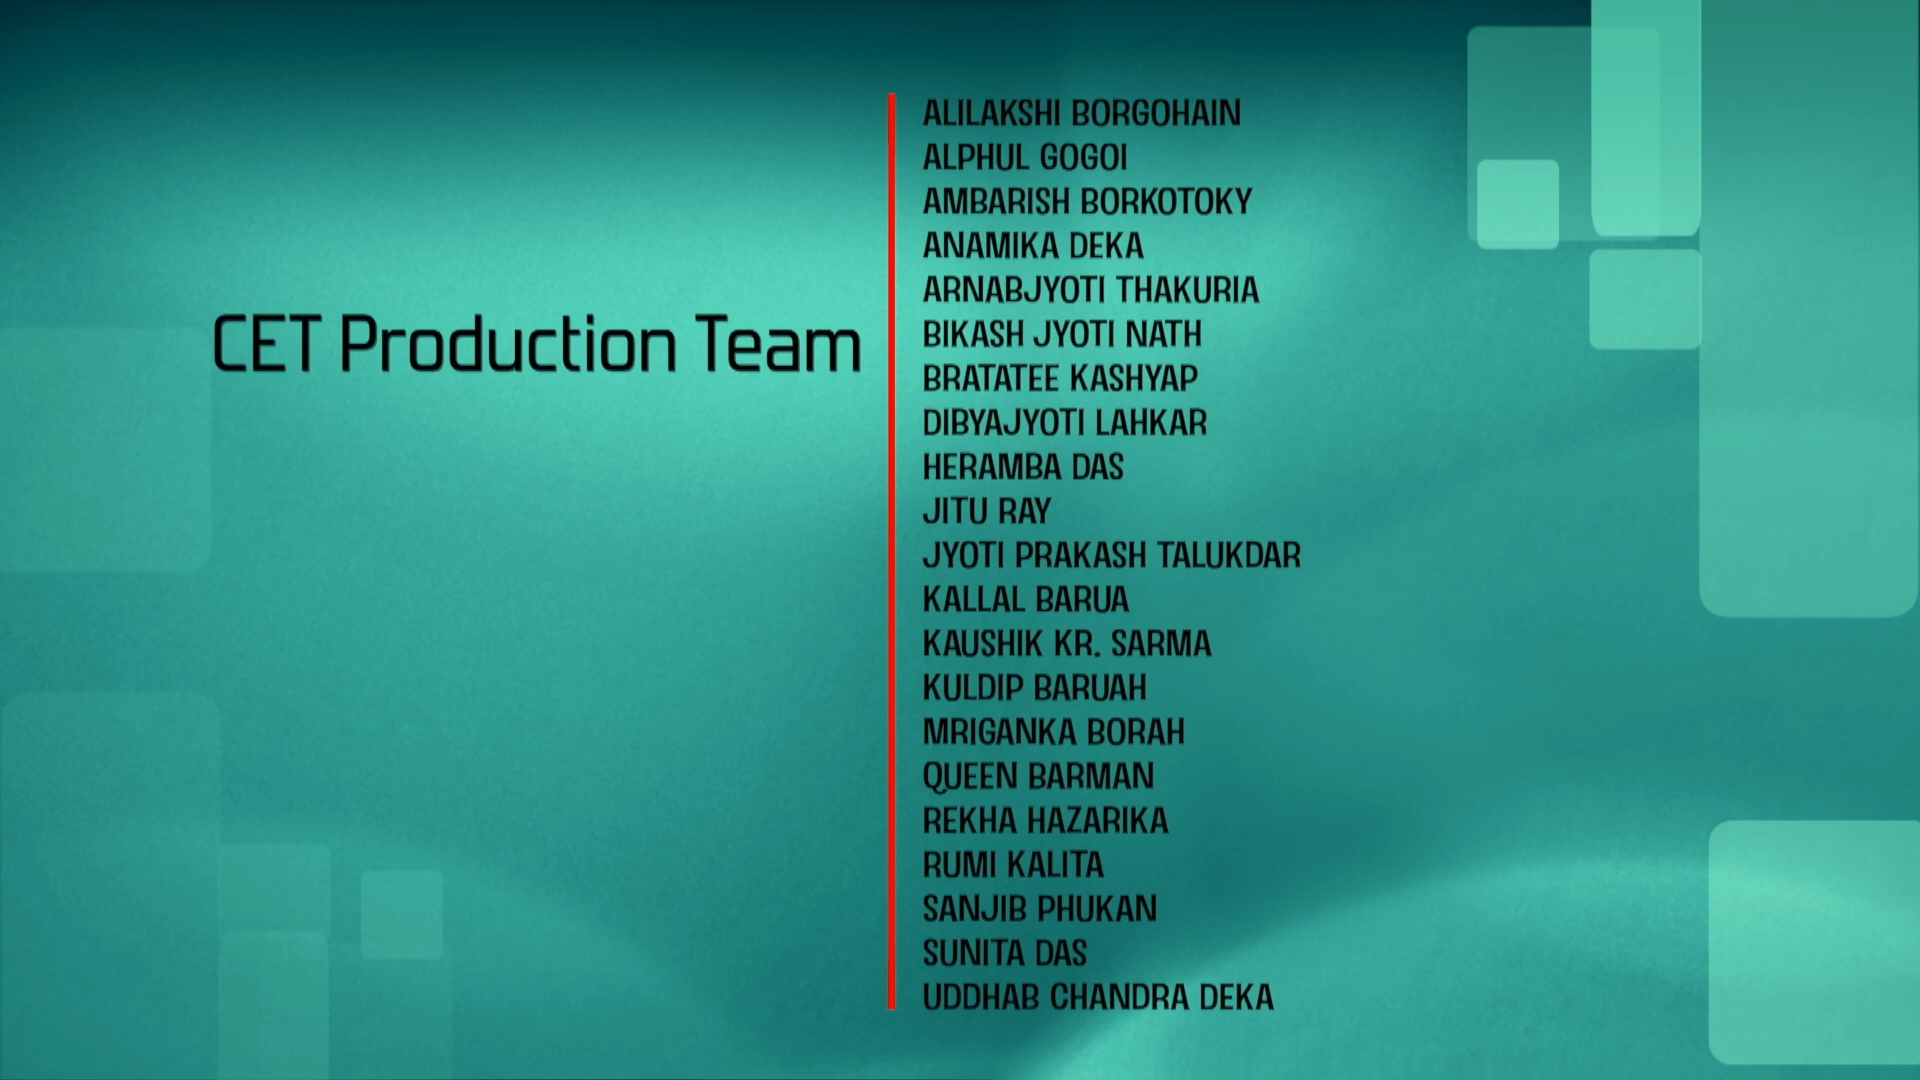 CET Production Team
ALILAKSHI BORGOHAIN
ALPHUL GOGOI
AMBARISH BORKOTOKY
ANAMIKA DEKA
ARNABJYOTI THAKURIA
BIKASH JYOTI NATH
BRATATEE KASHYAP
DIBYAJYOTI LAHKAR
HERAMBA DAS
JITU RAY
JYOTI PRAKASH TALUKDAR
KALLAL BARUA
KAUSHIK KR. SARMA
KULDIP BARUAH
MRIGANKA BORAH
QUEEN BARMAN
REKHA HAZARIKA
RUMI KALITA
SANJIB PHUKAN
SUNITA DAS
UDDHAB CHANDRA DEKA